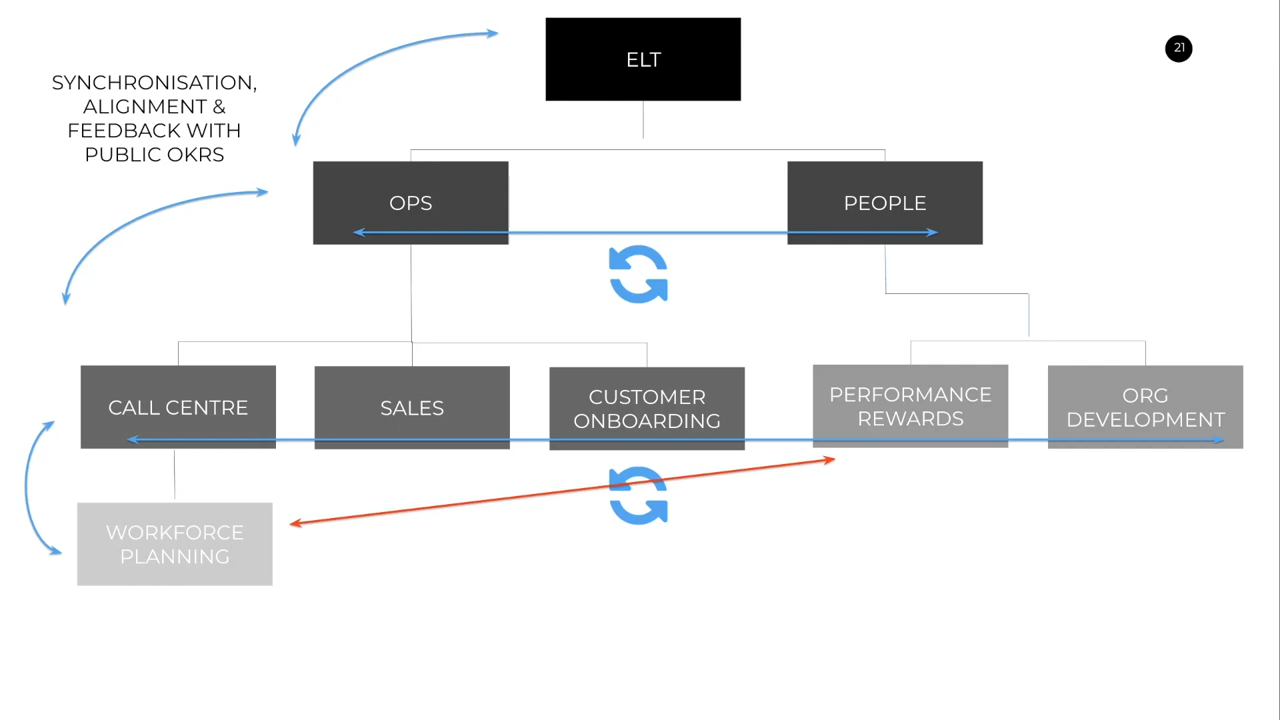 21
ELT
SYNCHRONISATION,
ALIGNMENT &
FEEDBACK WITH
PUBLIC OKRS
OPS
PEOPLE
CALL CENTRE
SALES
CUSTOMER
ONBOARDING
PERFORMANCE
REWARDS
ORG
DEVELOPMENT
WORKFORCE
PLANNING